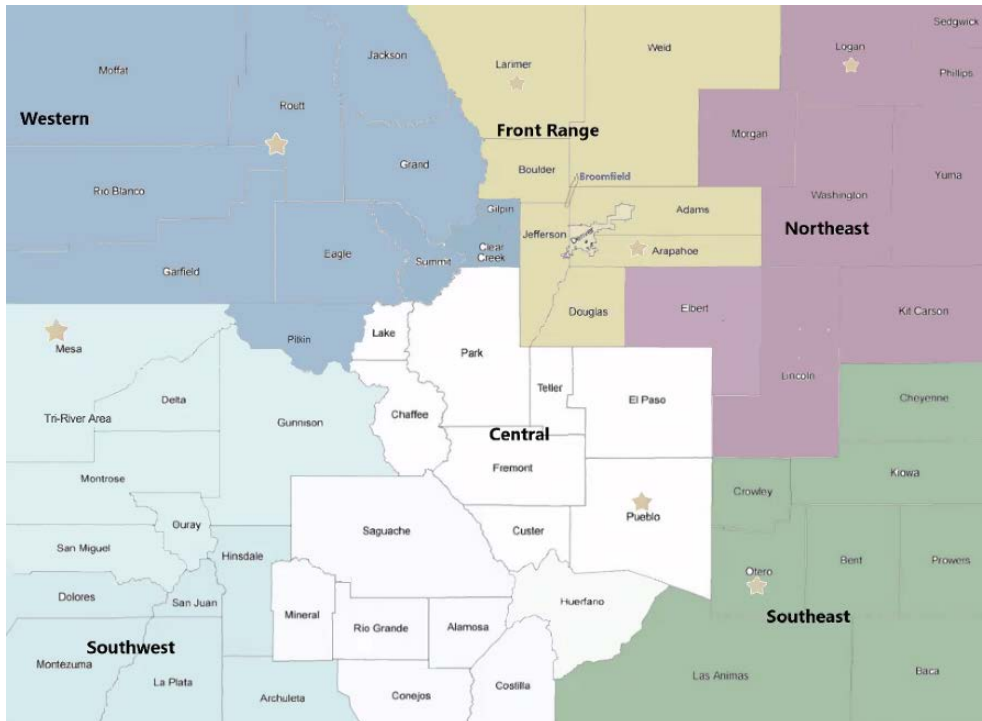 Sedgwick
Jackson
Weld
Logan
Larimer
Moffat
Phillips
Routt
Western
Front Range
Morgan
Grand
Boulder
Broomfield
Yuma
Rio Blanco
Washington
Gilpin
Adams
Northeast
Jefferson
Denver
Eagle
Clear
Creek
Arapahoe
Summit
Garfield
Douglas
Elbert
Kit Carson
Lake
Pitkin
Mesa
Park
Lincoln
Teller
Delta
El Paso
Cheyenne
Chaffee
Tri-River Area
Gunnison
Central
Fremont
Kiowa
Montrose
Crowley
Pueblo
Ouray
Saguache
Custer
San Miguel
Hinsdale
Otero
Bent
Prowers
Dolores
San Juan
Huerfano
Mineral
Rio Grande
Alamosa
Southeast
Southwest
Montezuma
Las Animas
Baca
La Plata
Costilla
Conejos
Archuleta